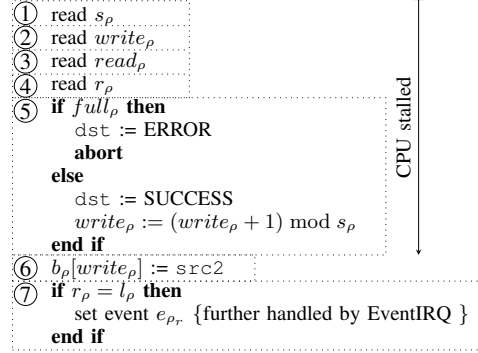 ① read s_ρ
② read write_ρ
③ read read_ρ
④ read r_ρ
⑤ if full_ρ then
dst := ERROR
abort
else
dst := SUCCESS
write_ρ := (write_ρ + 1) mod s_ρ
end if
⑥ b_ρ[write_ρ] := src2
⑦ if r_ρ = l_ρ then
set event e_{ρ_r} {further handled by EventIRQ }
end if
CPU stalled